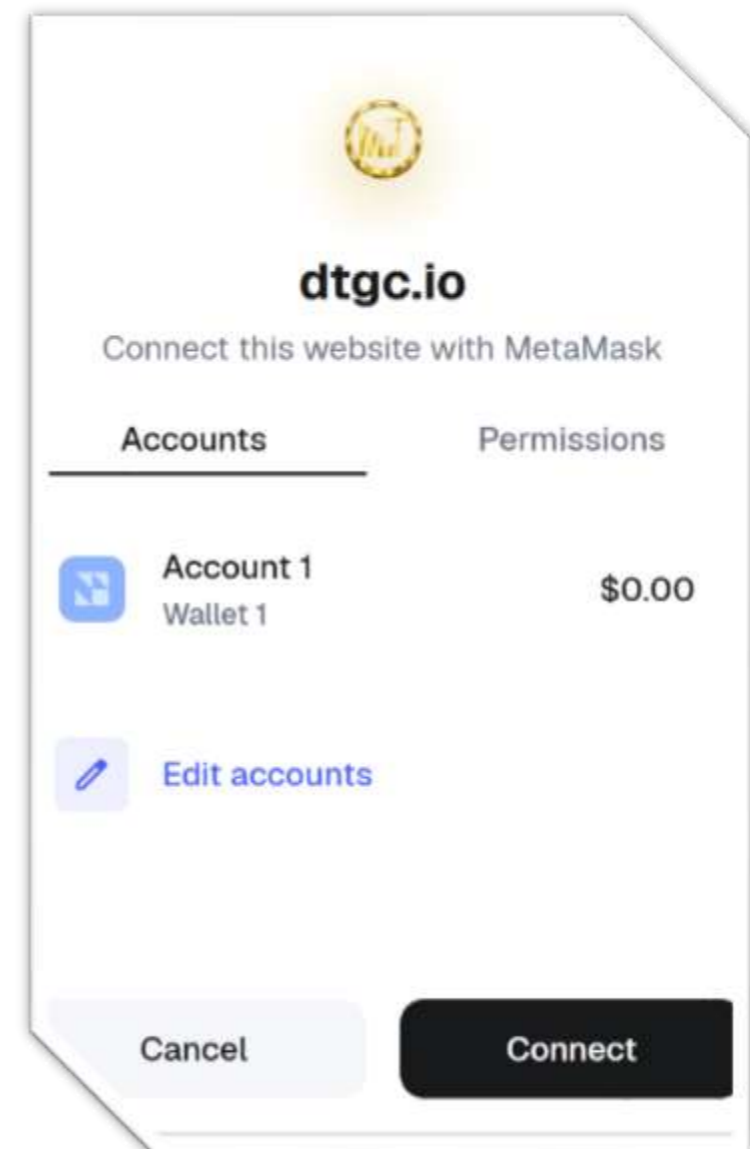 dtgc.io
Connect this website with MetaMask
Accounts Permissions
Account 1
Wallet 1
$0.00
Edit accounts
Cancel Connect